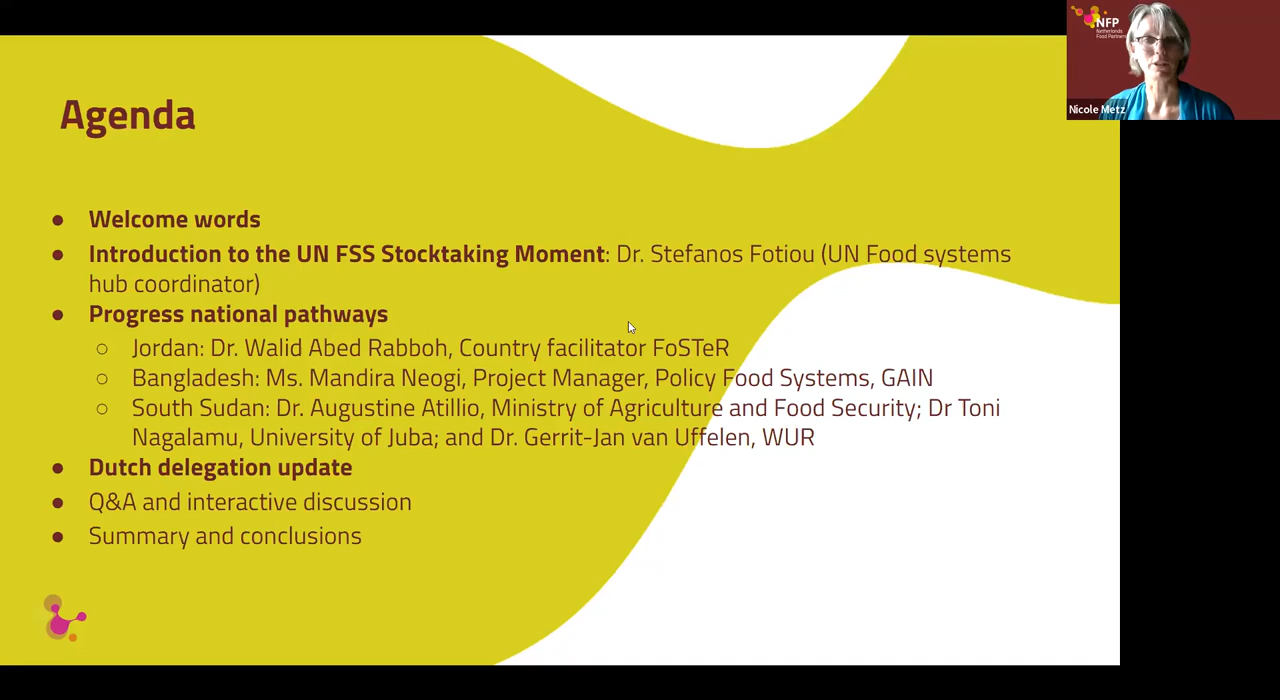 NFP
Netherlands
Food Partnership
Nicole Metz
Agenda
● Welcome words
● Introduction to the UN FSS Stocktaking Moment: Dr. Stefanos Fotiou (UN Food systems
hub coordinator)
● Progress national pathways
○ Jordan: Dr. Walid Abed Rabboh, Country facilitator FoSTeR
○ Bangladesh: Ms. Mandira Neogi, Project Manager, Policy Food Systems, GAIN
○ South Sudan: Dr. Augustine Atillio, Ministry of Agriculture and Food Security; Dr Toni
Nagalamu, University of Juba; and Dr. Gerrit-Jan van Uffelen, WUR
● Dutch delegation update
● Q&A and interactive discussion
● Summary and conclusions